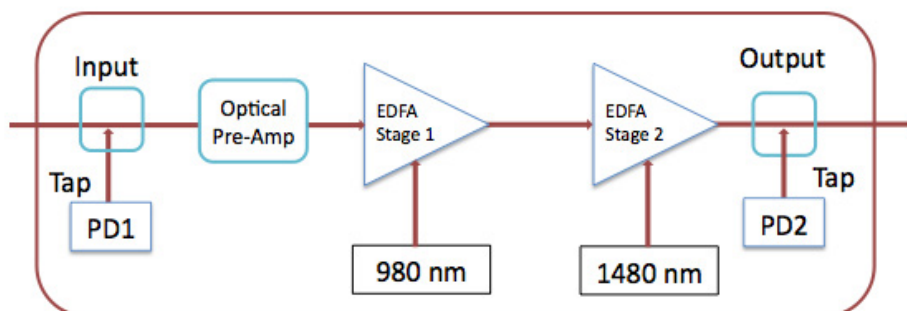 Input
Output
Optical
Pre-Amp
EDFA
Stage 1
EDFA
Stage 2
Tap
Tap
PD1
PD2
980 nm
1480 nm